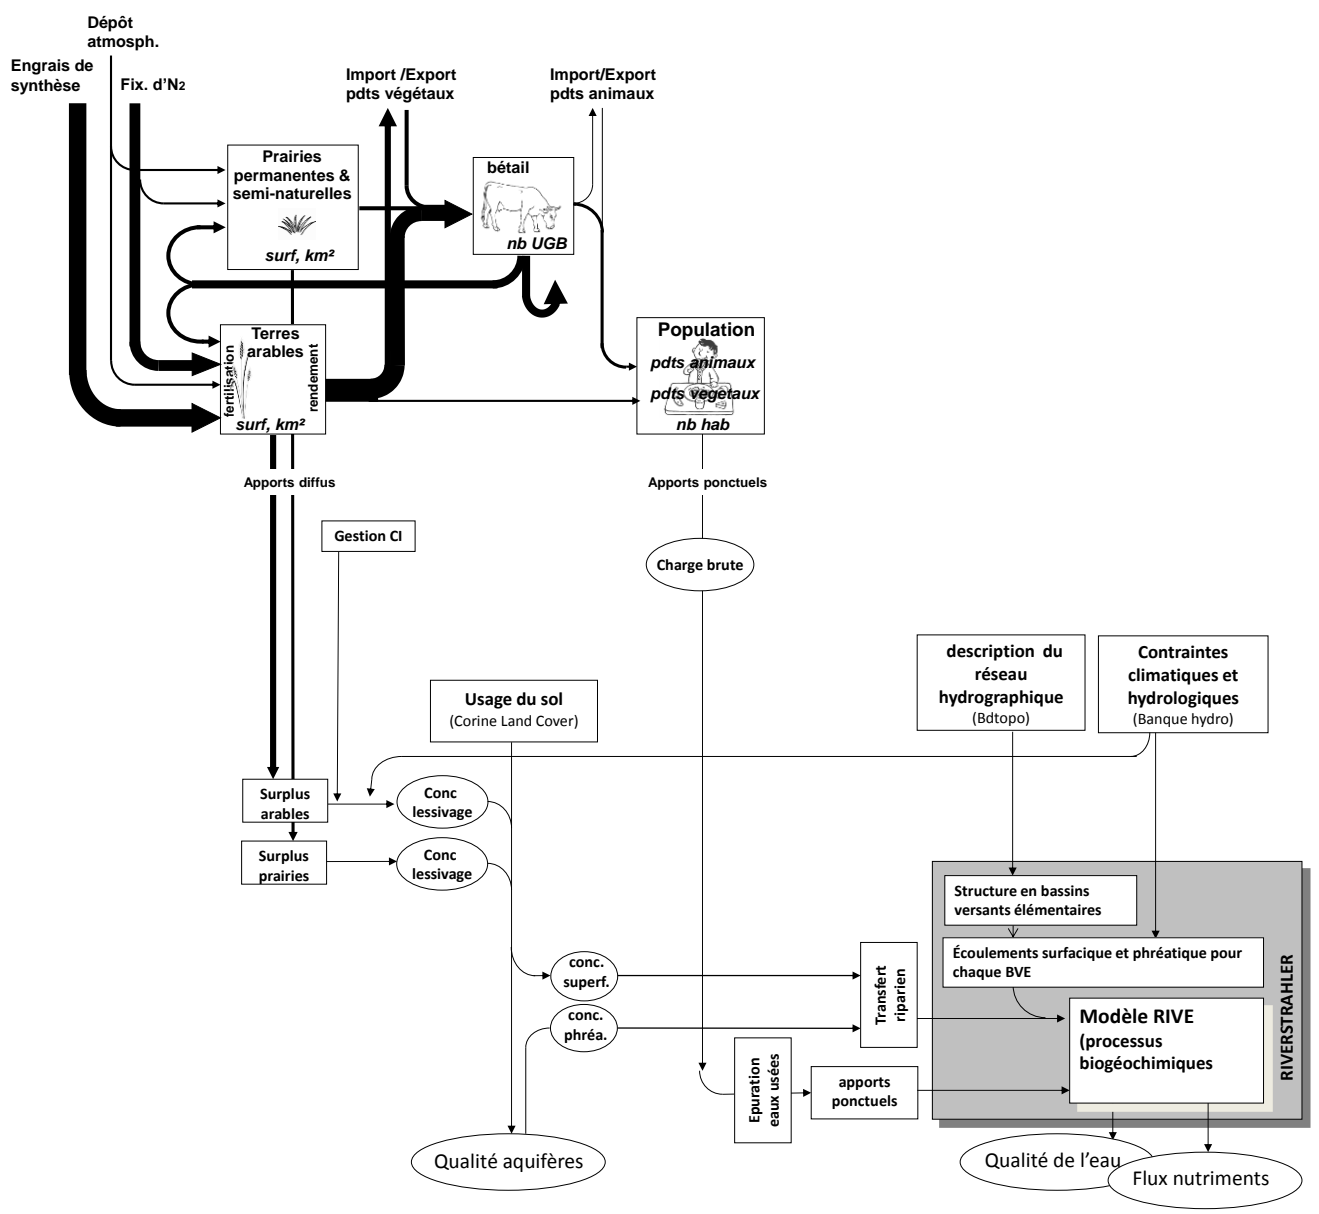 Dépôt
atmosph.
Engrais de
synthèse
Fix. d'N2
Import /Export
pdts végétaux
Import/Export
pdts animaux
Prairies
permanentes &
semi-naturelles
surf, km²
bétail
nb UGB
Terres
arables
fertilisation
rendement
surf, km²
Population
pdts animaux
pdts vegetaux
nb hab
Apports diffus
Apports ponctuels
Gestion CI
Charge brute
description du
réseau
hydrographique
(Bdtopo)
Contraintes
climatiques et
hydrologiques
(Banque hydro)
Usage du sol
(Corine Land Cover)
Surplus
arables
Conc
lessivage
Surplus
prairies
Conc
lessivage
Structure en bassins
versants élémentaires
Écoulements surfacique et phréatique pour
chaque BVE
conc.
superf.
conc.
phréa.
Transfert
riparien
Modèle RIVE
(processus
biogéochimiques
RIVERSTRAHLER
Epuration
eaux usées
apports
ponctuels
Qualité aquifères
Qualité de l'eau
Flux nutriments